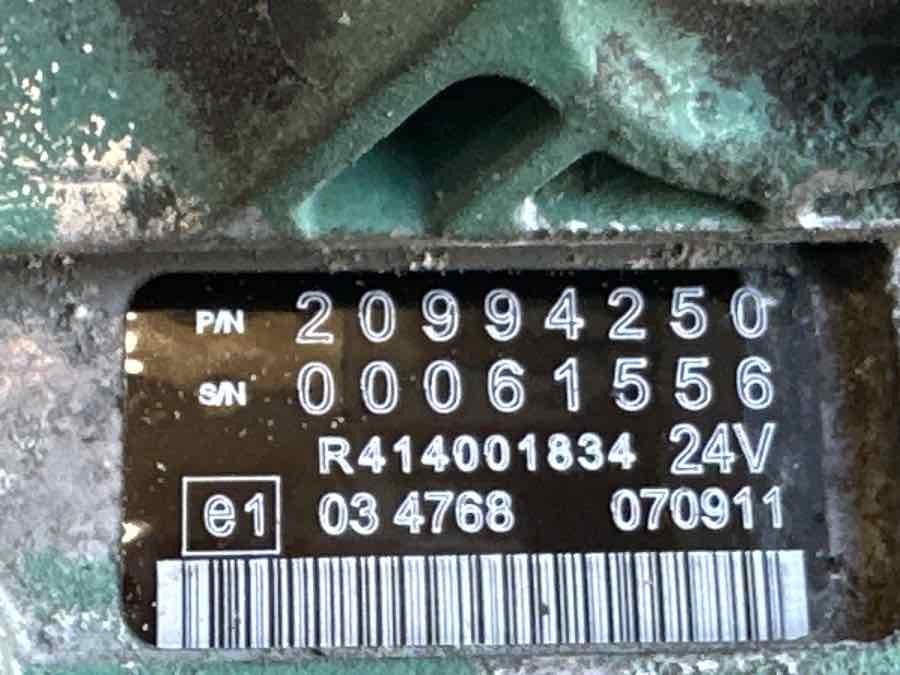 P/N 20994250
S/N 00061556
R414001834 24V
e1 03 4768 070911